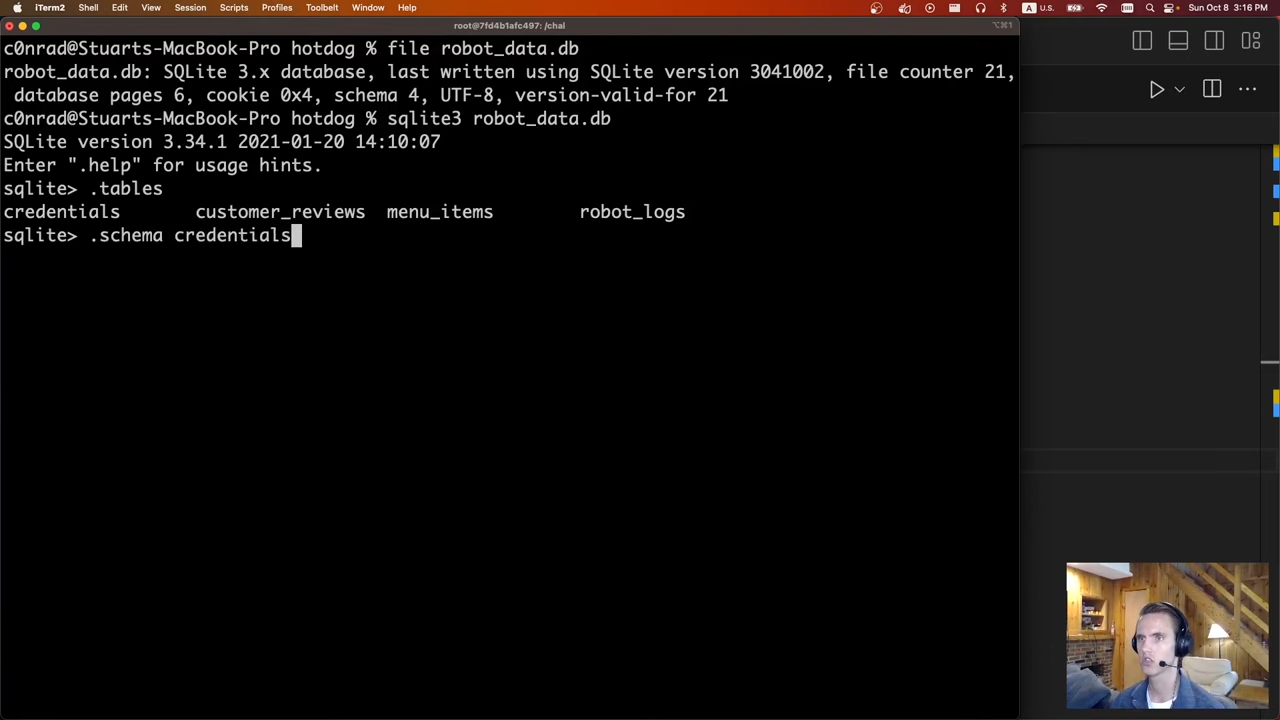 iTerm2 Shell Edit View Session Scripts Profiles Toolbelt Window Help A U.S. Sun Oct 8 3:16 PM
root@7fd4b1afc497: /chal ⌥⌘1
c0nrad@Stuarts-MacBook-Pro hotdog % file robot_data.db
robot_data.db: SQLite 3.x database, last written using SQLite version 3041002, file counter 21,
database pages 6, cookie 0x4, schema 4, UTF-8, version-valid-for 21
c0nrad@Stuarts-MacBook-Pro hotdog % sqlite3 robot_data.db
SQLite version 3.34.1 2021-01-20 14:10:07
Enter ".help" for usage hints.
sqlite> .tables
credentials customer_reviews menu_items robot_logs
sqlite> .schema credentials